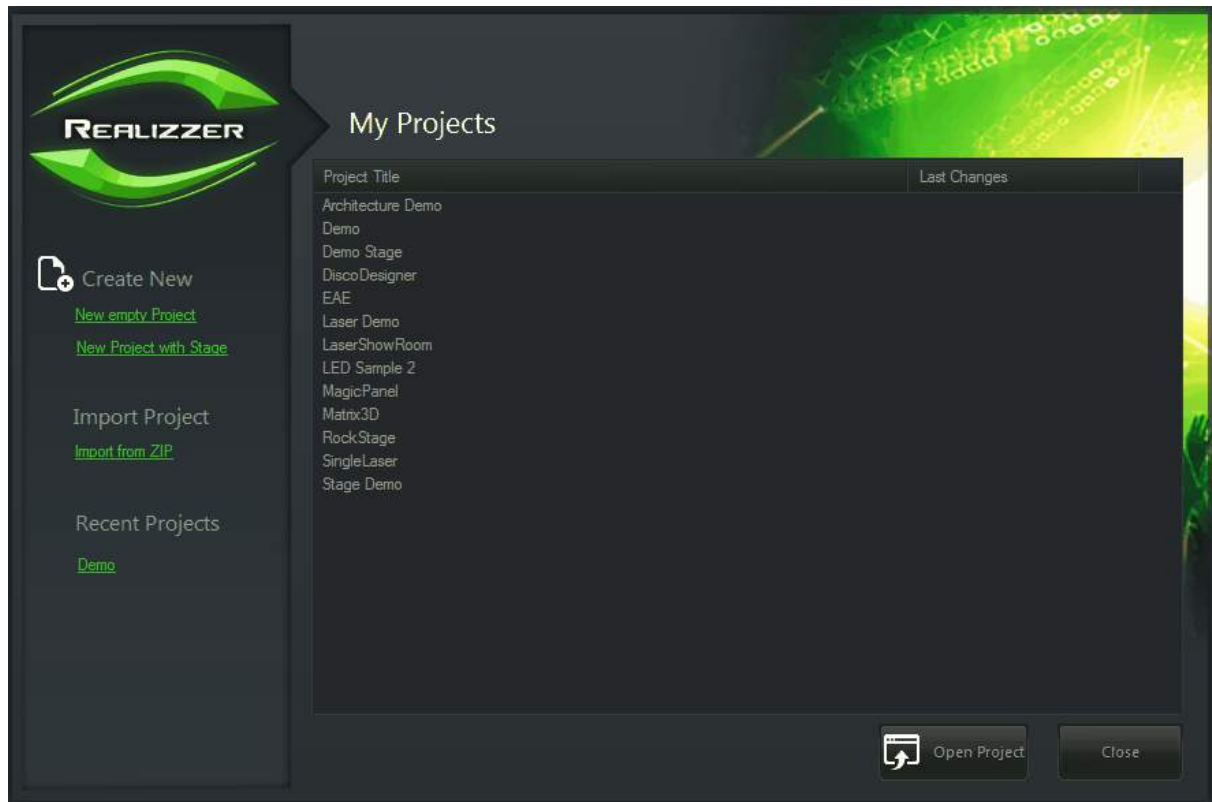 REALIZZER
My Projects
Project Title
Last Changes
Architecture Demo
Demo
Demo Stage
DiscoDesigner
EAE
Laser Demo
LaserShowRoom
LED Sample 2
MagicPanel
Matrix3D
RockStage
SingleLaser
Stage Demo
Create New
New empty Project
New Project with Stage
Import Project
Import from ZIP
Recent Projects
Demo
Open Project
Close